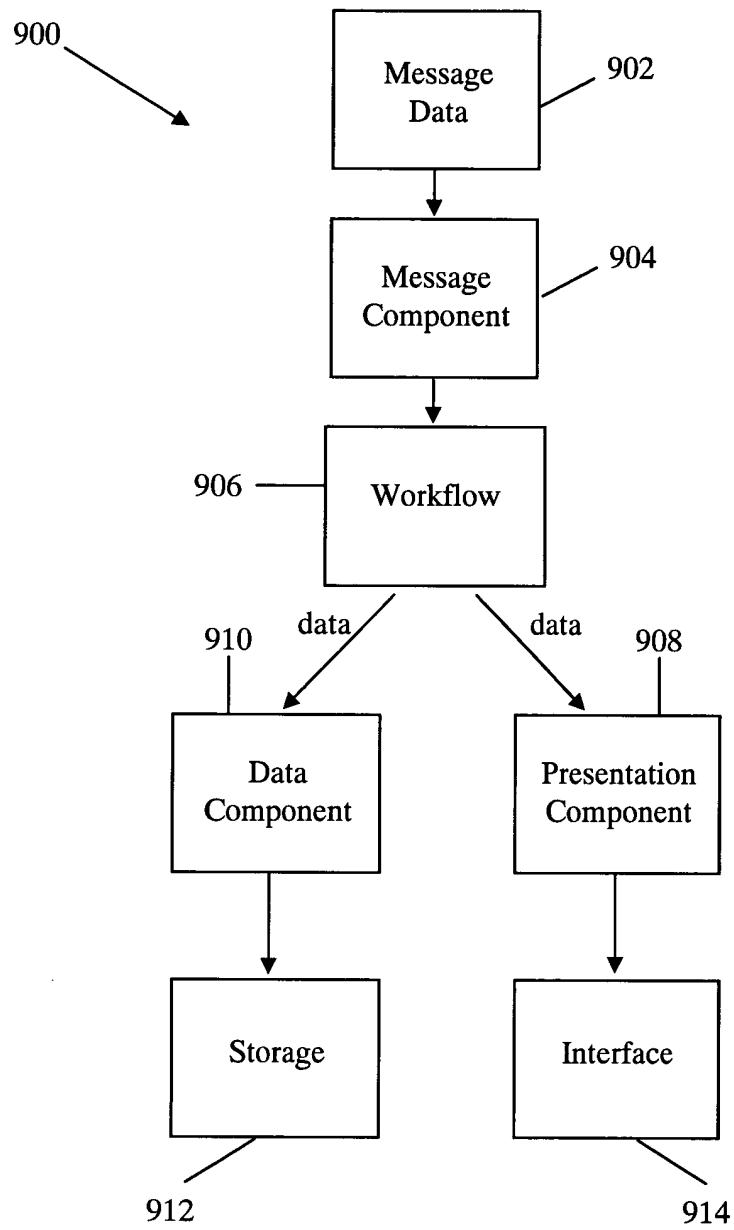 900
Message
Data
902
Message
Component
904
906
Workflow
data
data
910
908
Data
Component
Presentation
Component
Storage
Interface
912
914